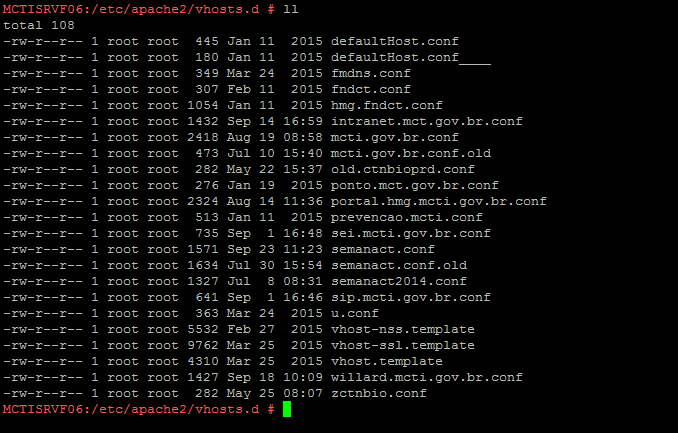 MCTISRVF06:/etc/apache2/vhosts.d # ll
total 108
-rw-r--r-- 1 root root  445 Jan 11  2015 defaultHost.conf
-rw-r--r-- 1 root root  180 Jan 11  2015 defaultHost.conf____
-rw-r--r-- 1 root root  349 Mar 24  2015 fmdns.conf
-rw-r--r-- 1 root root  307 Feb 11  2015 fndct.conf
-rw-r--r-- 1 root root 1054 Jan 11  2015 hmg.fndct.conf
-rw-r--r-- 1 root root 1432 Sep 14 16:59 intranet.mct.gov.br.conf
-rw-r--r-- 1 root root 2418 Aug 19 08:58 mcti.gov.br.conf
-rw-r--r-- 1 root root  473 Jul 10 15:40 mcti.gov.br.conf.old
-rw-r--r-- 1 root root  282 May 22 15:37 old.ctnbioprd.conf
-rw-r--r-- 1 root root  276 Jan 19  2015 ponto.mct.gov.br.conf
-rw-r--r-- 1 root root 2324 Aug 14 11:36 portal.hmg.mcti.gov.br.conf
-rw-r--r-- 1 root root  513 Jan 11  2015 prevencao.mcti.conf
-rw-r--r-- 1 root root  735 Sep  1 16:48 sei.mcti.gov.br.conf
-rw-r--r-- 1 root root 1571 Sep 23 11:23 semanact.conf
-rw-r--r-- 1 root root 1634 Jul 30 15:54 semanact.conf.old
-rw-r--r-- 1 root root 1327 Jul  8 08:31 semanact2014.conf
-rw-r--r-- 1 root root  641 Sep  1 16:46 sip.mcti.gov.br.conf
-rw-r--r-- 1 root root  363 Mar 24  2015 u.conf
-rw-r--r-- 1 root root 5532 Feb 27  2015 vhost-nss.template
-rw-r--r-- 1 root root 9762 Mar 25  2015 vhost-ssl.template
-rw-r--r-- 1 root root 4310 Mar 25  2015 vhost.template
-rw-r--r-- 1 root root 1427 Sep 18 10:09 willard.mcti.gov.br.conf
-rw-r--r-- 1 root root  282 May 25 08:07 zctnbio.conf
MCTISRVF06:/etc/apache2/vhosts.d #